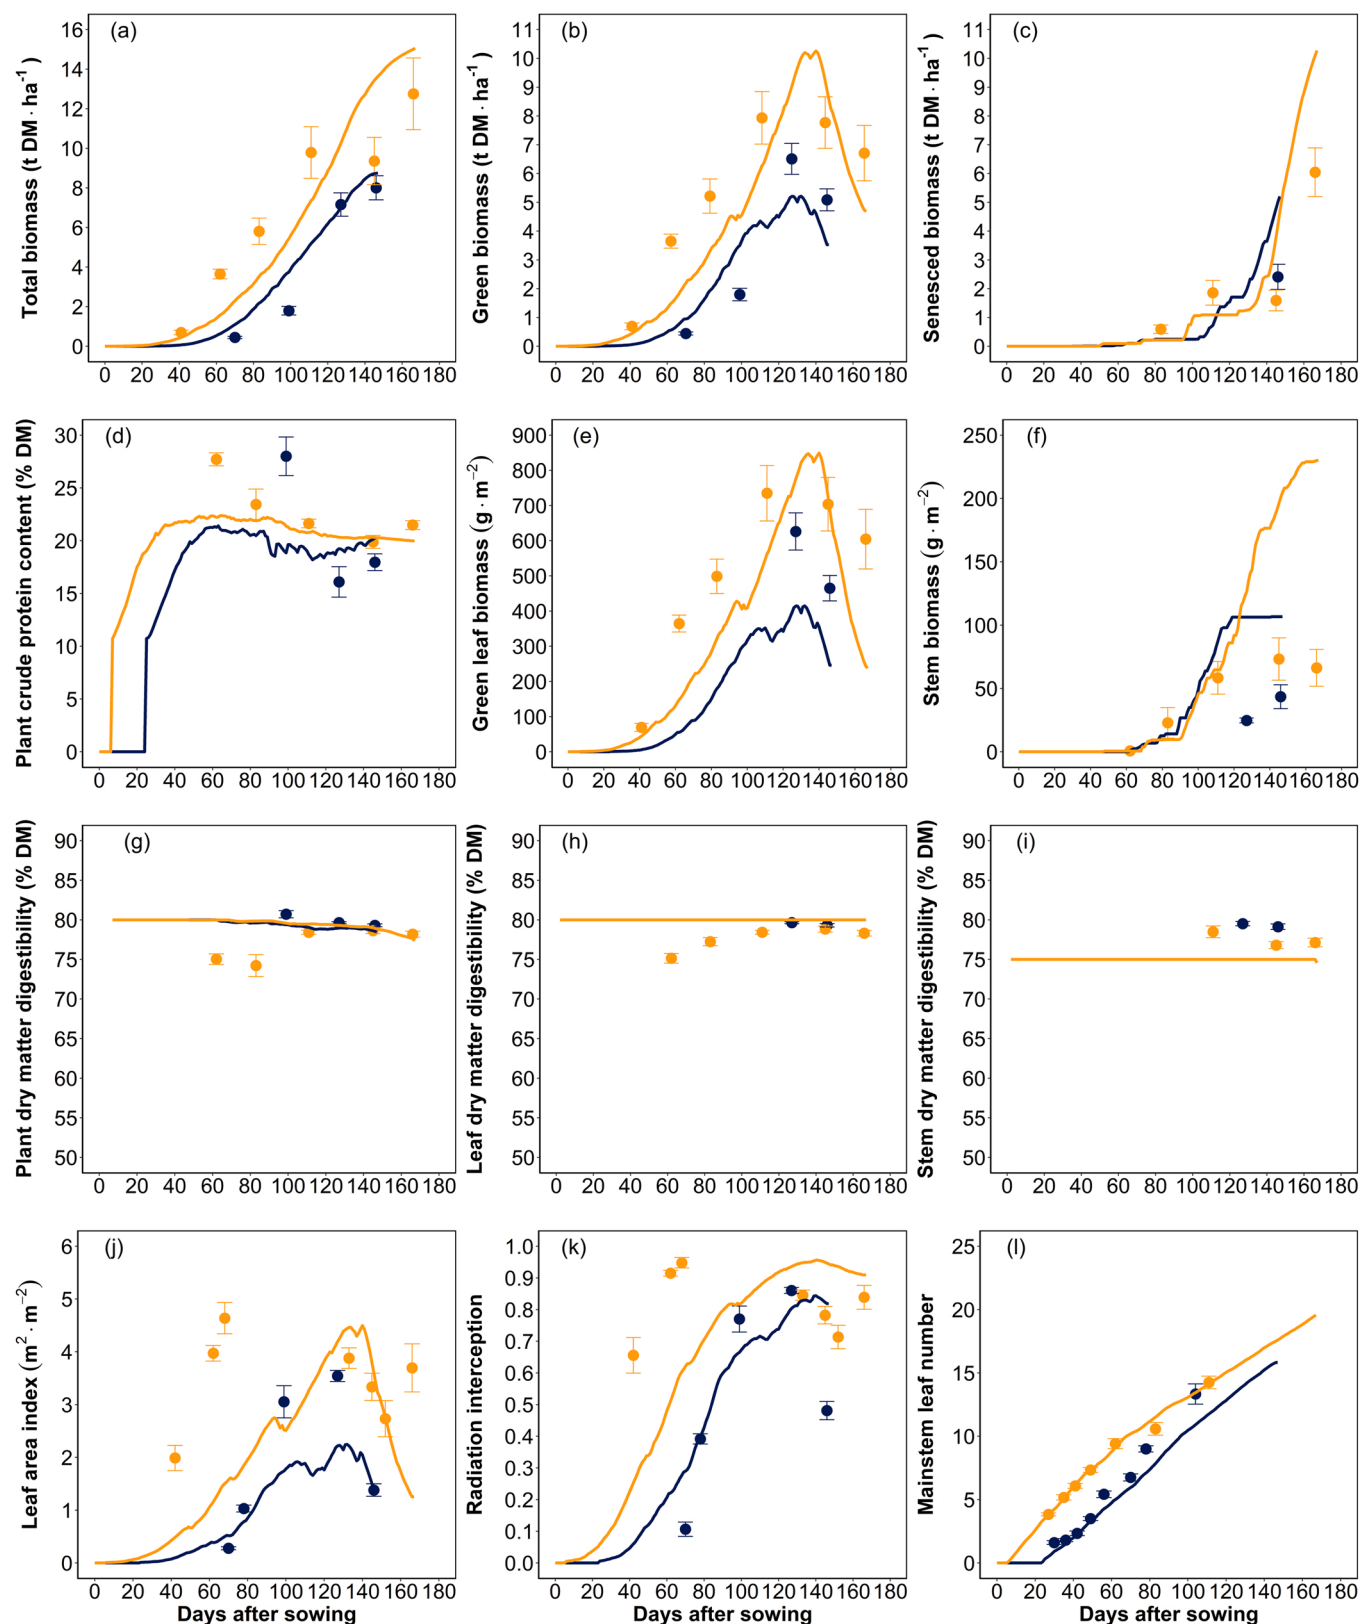 (a)
Total biomass (t DM · ha-1 )
16
14
12
10
8
6
4
2
0
0 20 40 60 80 100 120 140 160 180
(b)
Green biomass (t DM · ha-1 )
11
10
9
8
7
6
5
4
3
2
1
0
0 20 40 60 80 100 120 140 160 180
(c)
Senesced biomass (t DM · ha-1 )
11
10
9
8
7
6
5
4
3
2
1
0
0 20 40 60 80 100 120 140 160 180
(d)
Plant crude protein content (% DM)
30
25
20
15
10
5
0
0 20 40 60 80 100 120 140 160 180
(e)
Green leaf biomass (g · m−2)
900
800
700
600
500
400
300
200
100
0
0 20 40 60 80 100 120 140 160 180
(f)
Stem biomass (g · m−2)
250
200
150
100
50
0
0 20 40 60 80 100 120 140 160 180
(g)
Plant dry matter digestibility (% DM)
90
85
80
75
70
65
60
55
50
0 20 40 60 80 100 120 140 160 180
(h)
Leaf dry matter digestibility (% DM)
90
85
80
75
70
65
60
55
50
0 20 40 60 80 100 120 140 160 180
(i)
Stem dry matter digestibility (% DM)
90
85
80
75
70
65
60
55
50
0 20 40 60 80 100 120 140 160 180
(j)
Leaf area index (m2 · m−2)
6
5
4
3
2
1
0
0 20 40 60 80 100 120 140 160 180
Days after sowing
(k)
Radiation interception
1.0
0.9
0.8
0.7
0.6
0.5
0.4
0.3
0.2
0.1
0.0
0 20 40 60 80 100 120 140 160 180
Days after sowing
(l)
Mainstem leaf number
25
20
15
10
5
0
0 20 40 60 80 100 120 140 160 180
Days after sowing